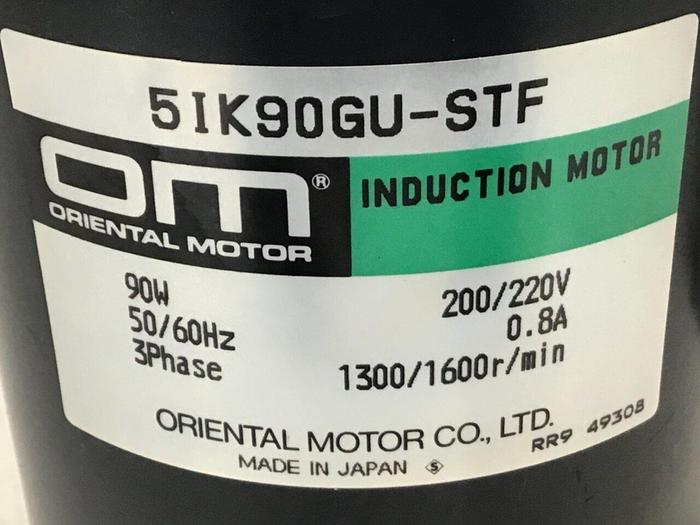 5IK90GU-STF
OM®
ORIENTAL MOTOR
INDUCTION MOTOR
90W
50/60Hz
3Phase
200/220V
0.8A
1300/1600r/min
ORIENTAL MOTOR CO., LTD.
RR9 49308
MADE IN JAPAN S